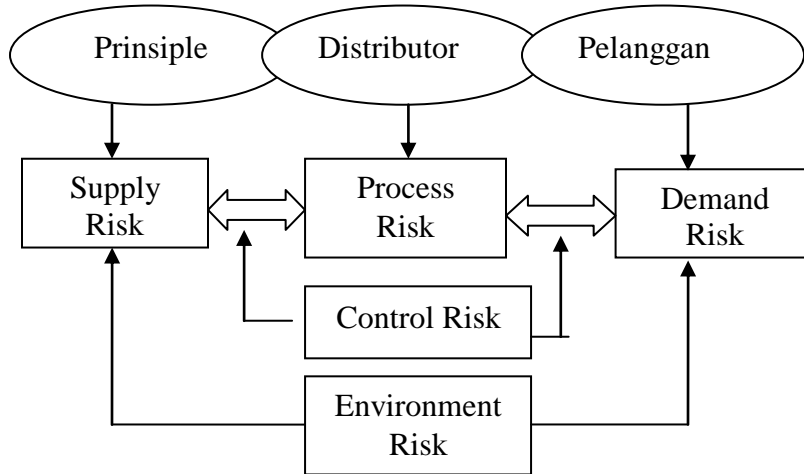 Prinsiple
Distributor
Pelanggan
Supply
Risk
Process
Risk
Demand
Risk
Control Risk
Environment
Risk